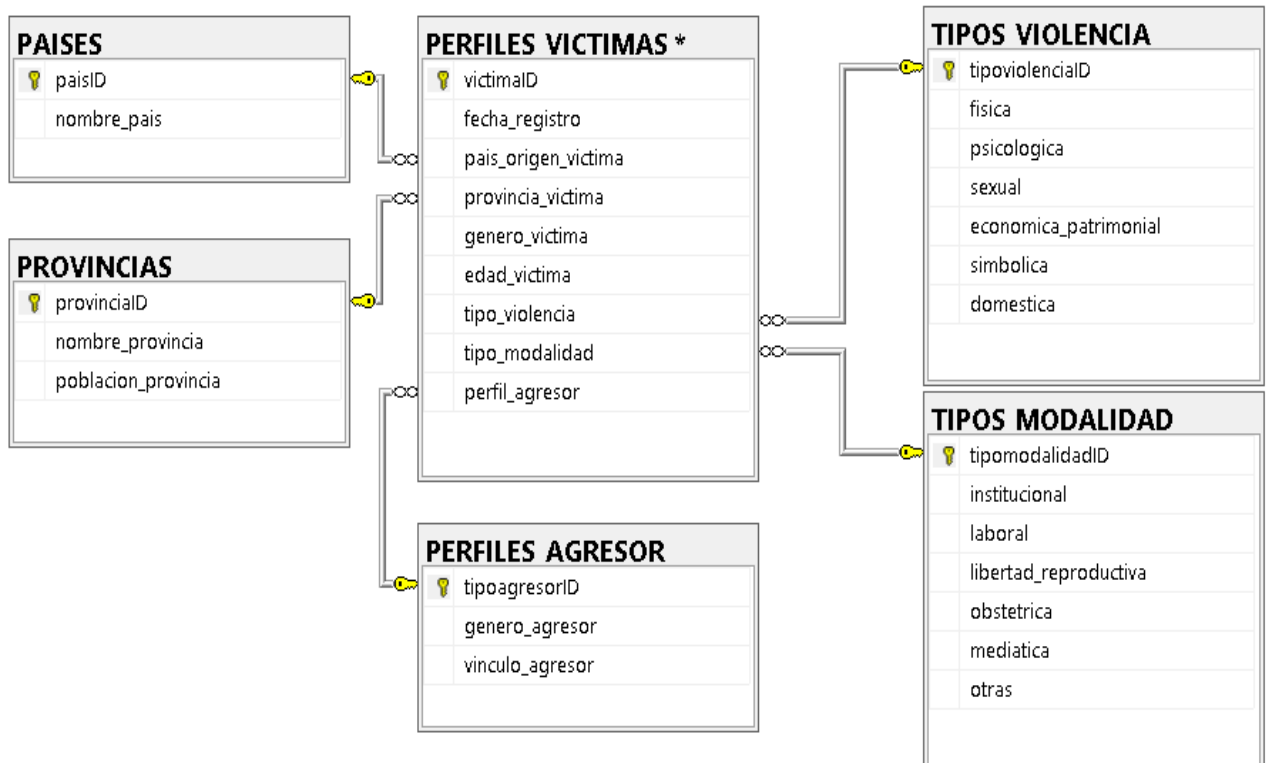 PAISES
paisID
nombre_pais
PROVINCIAS
provinciaID
nombre_provincia
poblacion_provincia
PERFILES VICTIMAS *
victimaID
fecha_registro
pais_origen_victima
provincia_victima
genero_victima
edad_victima
tipo_violencia
tipo_modalidad
perfil_agresor
PERFILES AGRESOR
tipoagresorID
genero_agresor
vinculo_agresor
TIPOS VIOLENCIA
tipoviolenciaID
fisica
psicologica
sexual
economica_patrimonial
simbolica
domestica
TIPOS MODALIDAD
tipomodalidadID
institucional
laboral
libertad_reproductiva
obstetrica
mediatica
otras